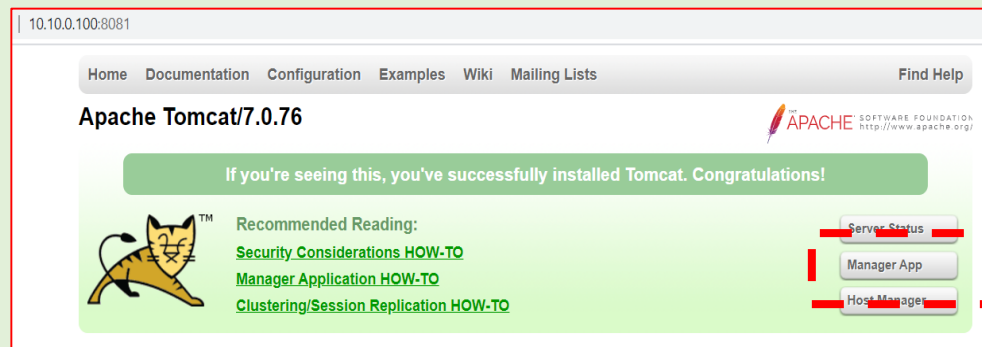 10.10.0.100:8081
Home Documentation Configuration Examples Wiki Mailing Lists Find Help
Apache Tomcat/7.0.76
THE APACHE® SOFTWARE FOUNDATION
http://www.apache.org/
If you're seeing this, you've successfully installed Tomcat. Congratulations!
TM
Recommended Reading:
Security Considerations HOW-TO
Manager Application HOW-TO
Clustering/Session Replication HOW-TO
Server Status
Manager App
Host Manager